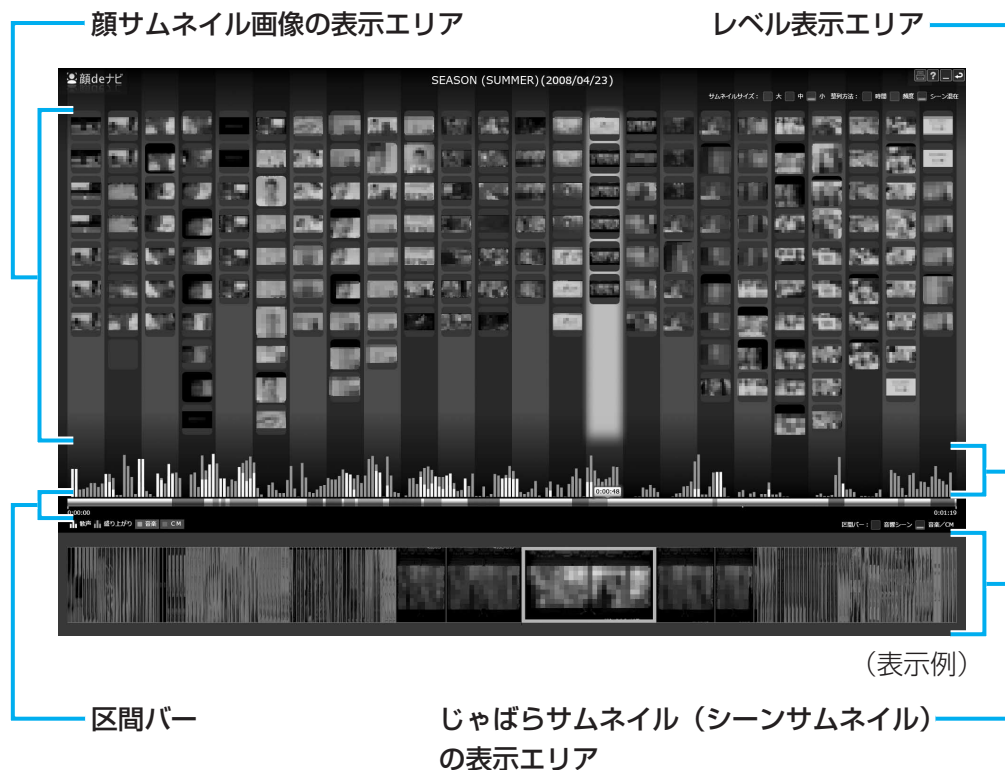 顔サムネイル画像の表示エリア
レベル表示エリア
顔deナビ
SEASON (SUMMER)(2008/04/23)
?
サムネイルサイズ： 大 中 小 整列方法： 時間 頻度 シーン混在
0:00:48
0:00:00
0:01:19
歓声 盛り上がり 音楽 CM
区間バー： 音響シーン 音楽／CM
（表示例）
区間バー
じゃばらサムネイル（シーンサムネイル）
の表示エリア